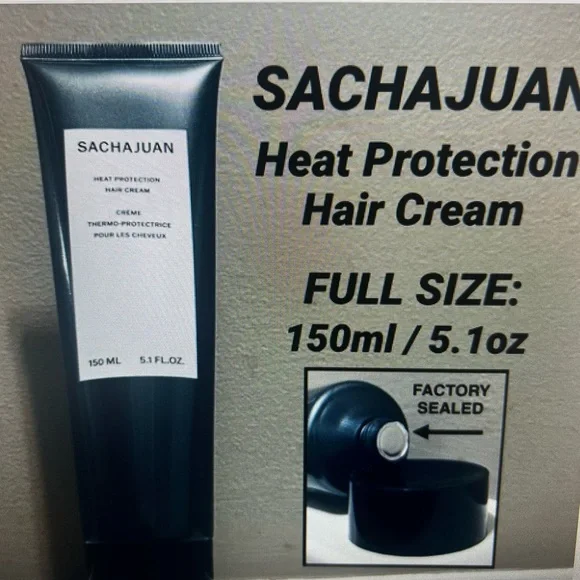 SACHAJUAN
HEAT PROTECTION
HAIR CREAM
CRÈME
THERMO-PROTECTRICE
POUR LES CHEVEUX
150 ML 5.1 FL.OZ.
SACHAJUAN
Heat Protection
Hair Cream
FULL SIZE:
150ml / 5.1oz
FACTORY
SEALED